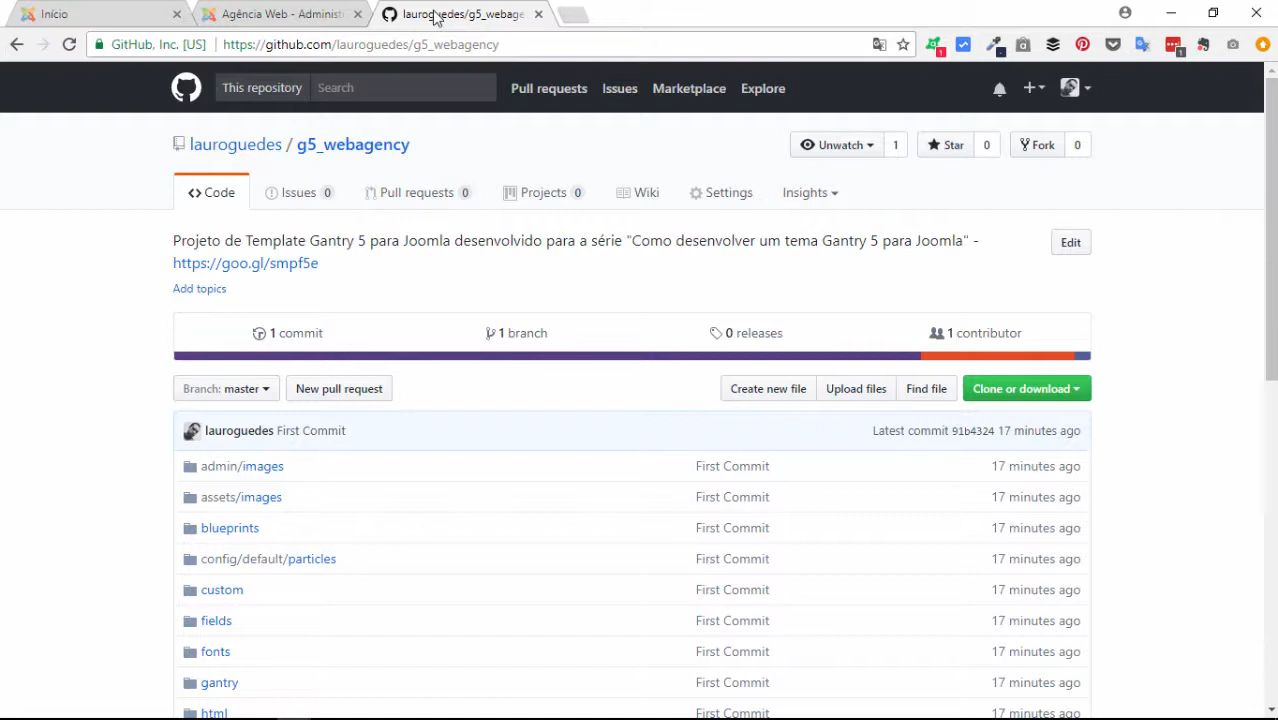 Início
Agência Web - Administ
lauroguedes/g5_webage
GitHub, Inc. [US]
https://github.com/lauroguedes/g5_webagency
1
1
This repository
Search
Pull requests
Issues
Marketplace
Explore
lauroguedes / g5_webagency
Unwatch 1
Star 0
Fork 0
Code
Issues 0
Pull requests 0
Projects 0
Wiki
Settings
Insights
Projeto de Template Gantry 5 para Joomla desenvolvido para a série "Como desenvolver um tema Gantry 5 para Joomla" -
https://goo.gl/smpf5e
Edit
Add topics
1 commit
1 branch
0 releases
1 contributor
Branch: master
New pull request
Create new file
Upload files
Find file
Clone or download
lauroguedes First Commit
Latest commit 91b4324 17 minutes ago
admin/images First Commit 17 minutes ago
assets/images First Commit 17 minutes ago
blueprints First Commit 17 minutes ago
config/default/particles First Commit 17 minutes ago
custom First Commit 17 minutes ago
fields First Commit 17 minutes ago
fonts First Commit 17 minutes ago
gantry First Commit 17 minutes ago
html First Commit 17 minutes ago